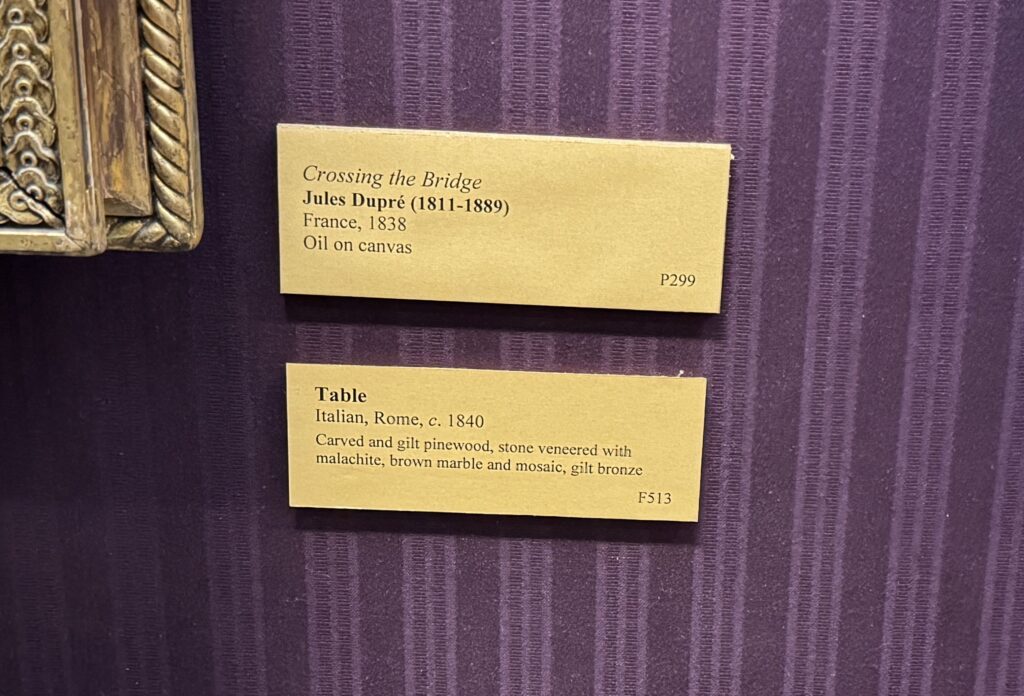 Crossing the Bridge
Jules Dupré (1811-1889)
France, 1838
Oil on canvas
P299
Table
Italian, Rome, c. 1840
Carved and gilt pinewood, stone veneered with
malachite, brown marble and mosaic, gilt bronze
F513